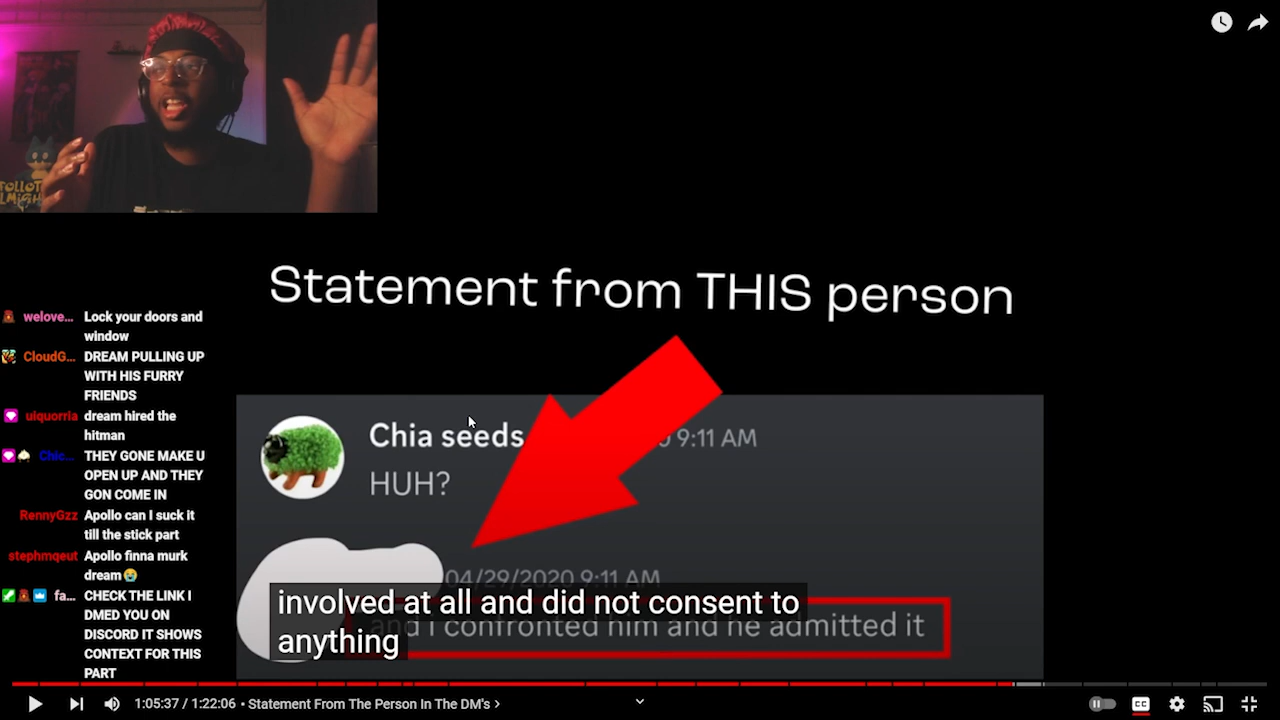 TOLLOT
LMIGH
Statement from THIS person
welove... Lock your doors and
window
CloudG... DREAM PULLING UP
WITH HIS FURRY
FRIENDS
ulquorria dream hired the
hitman
Chic... THEY GONE MAKE U
OPEN UP AND THEY
GON COME IN
RennyGzz Apollo can I suck it
till the stick part
stephmqeut Apollo finna murk
dream😭
fa... CHECK THE LINK I
DMED YOU ON
DISCORD IT SHOWS
CONTEXT FOR THIS
PART
Chia seeds 9:11 AM
HUH?
04/29/2020 9:11 AM
and I confronted him and he admitted it
involved at all and did not consent to
anything
1:05:37 / 1:22:06 • Statement From The Person In The DM's >
CC